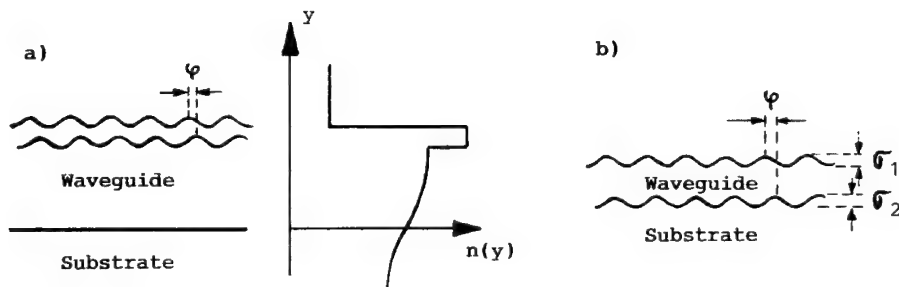 a)
φ
Waveguide
Substrate
y
n(y)
b)
φ
σ1
Waveguide
σ2
Substrate